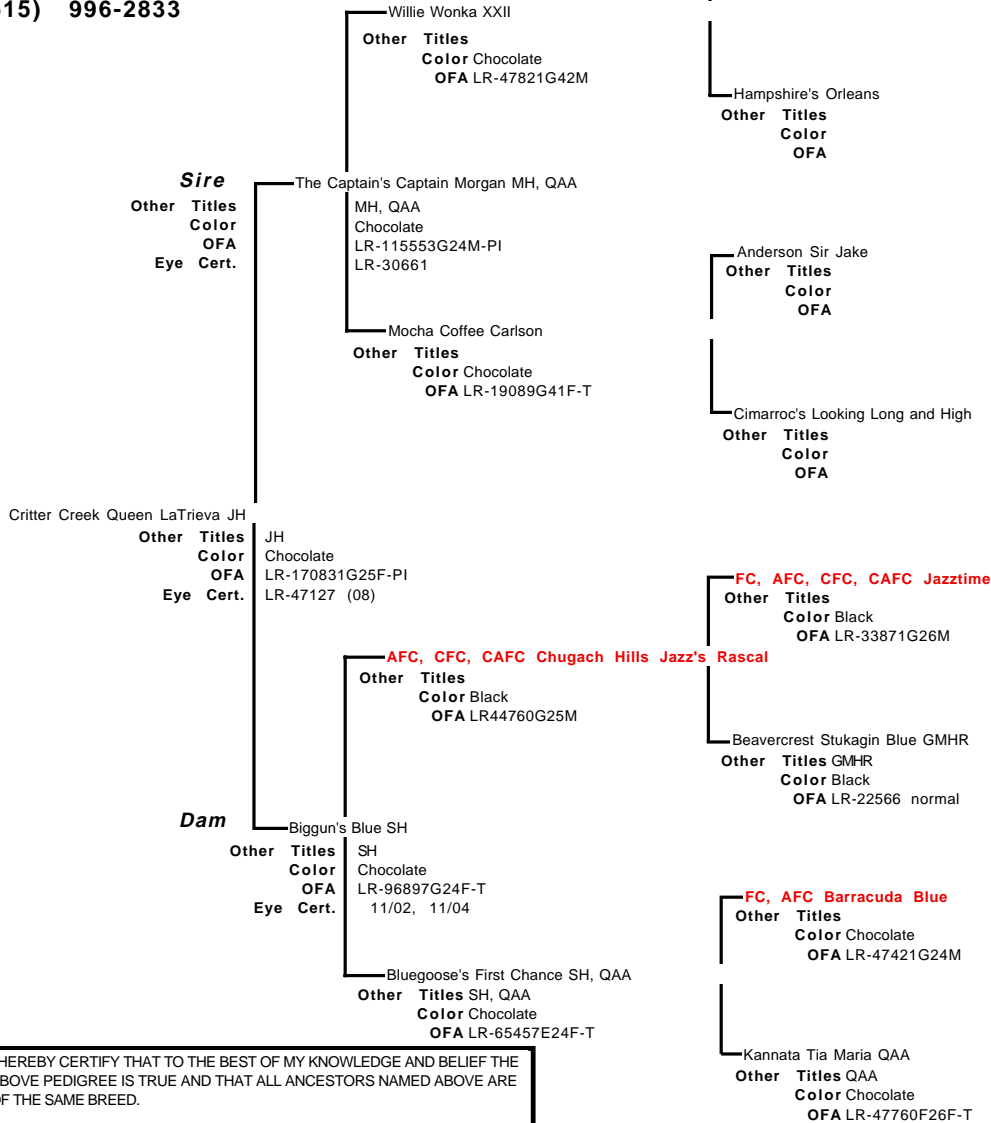 515) 996-2833
Willie Wonka XXII
Other Titles
Color Chocolate
OFA LR-47821G42M
Hampshire's Orleans
Other Titles
Color
OFA
Sire
The Captain's Captain Morgan MH, QAA
Other Titles MH, QAA
Color Chocolate
OFA LR-115553G24M-PI
Eye Cert. LR-30661
Anderson Sir Jake
Other Titles
Color
OFA
Mocha Coffee Carlson
Other Titles
Color Chocolate
OFA LR-19089G41F-T
Cimarroc's Looking Long and High
Other Titles
Color
OFA
Critter Creek Queen LaTrieva JH
Other Titles JH
Color Chocolate
OFA LR-170831G25F-PI
Eye Cert. LR-47127 (08)
FC, AFC, CFC, CAFC Jazztime
Other Titles
Color Black
OFA LR-33871G26M
AFC, CFC, CAFC Chugach Hills Jazz's Rascal
Other Titles
Color Black
OFA LR44760G25M
Beavercrest Stukagin Blue GMHR
Other Titles GMHR
Color Black
OFA LR-22566 normal
Dam
Biggun's Blue SH
Other Titles SH
Color Chocolate
OFA LR-96897G24F-T
Eye Cert. 11/02, 11/04
FC, AFC Barracuda Blue
Other Titles
Color Chocolate
OFA LR-47421G24M
Bluegoose's First Chance SH, QAA
Other Titles SH, QAA
Color Chocolate
OFA LR-65457E24F-T
Kannata Tia Maria QAA
Other Titles QAA
Color Chocolate
OFA LR-47760F26F-T
HEREBY CERTIFY THAT TO THE BEST OF MY KNOWLEDGE AND BELIEF THE
BOVE PEDIGREE IS TRUE AND THAT ALL ANCESTORS NAMED ABOVE ARE
OF THE SAME BREED.